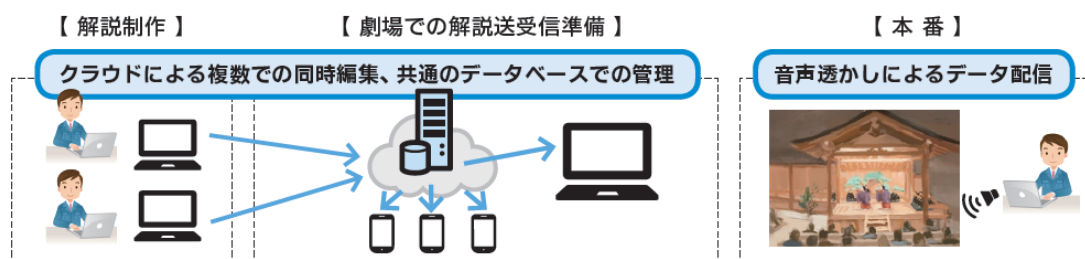 【 解説制作 】
【 劇場での解説送受信準備 】
【 本 番 】
クラウドによる複数での同時編集、共通のデータベースでの管理
音声透かしによるデータ配信